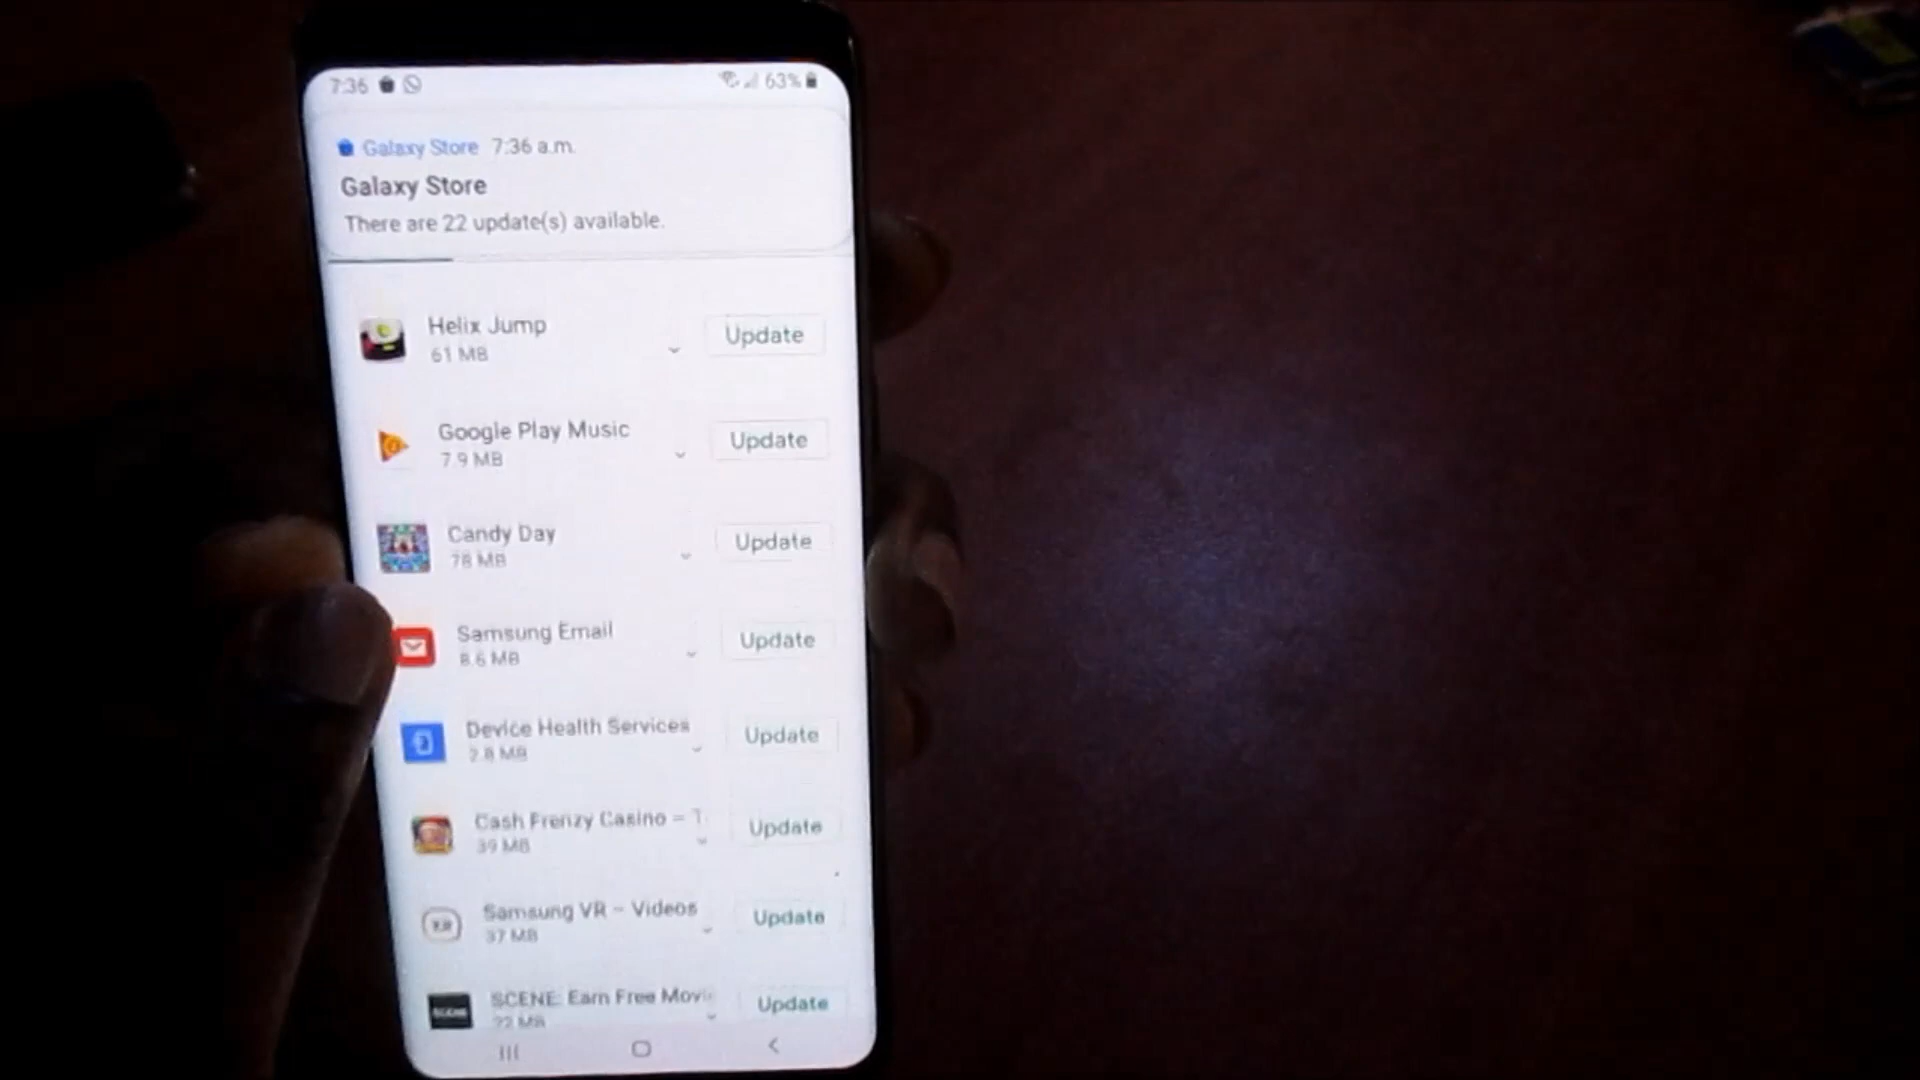 7:36 63%
Galaxy Store 7:36 a.m.
Galaxy Store
There are 22 update(s) available.
Helix Jump
61 MB
Update
Google Play Music
7.9 MB
Update
Candy Day
78 MB
Update
Samsung Email
8.6 MB
Update
Device Health Services
2.8 MB
Update
Cash Frenzy Casino – T
39 MB
Update
Samsung VR – Videos
37 MB
Update
SCENE: Earn Free Movi
22 MB
Update